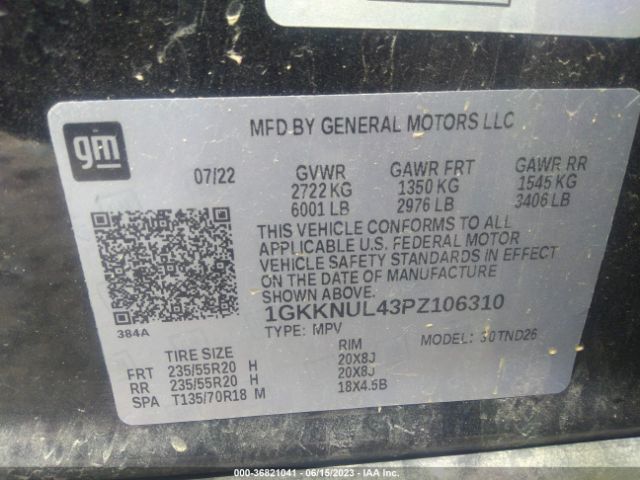 gm
MFD BY GENERAL MOTORS LLC
07/22 GVWR GAWR FRT GAWR RR
2722 KG 1350 KG 1545 KG
6001 LB 2976 LB 3406 LB
THIS VEHICLE CONFORMS TO ALL
APPLICABLE U.S. FEDERAL MOTOR
VEHICLE SAFETY STANDARDS IN EFFECT
ON THE DATE OF MANUFACTURE
SHOWN ABOVE.
1GKKNUL43PZ106310
384A
TYPE: MPV MODEL: 30TND26
TIRE SIZE RIM
FRT 235/55R20 H 20X8J
RR 235/55R20 H 20X8J
SPA T135/70R18 M 18X4.5B
000-36821041 - 06/15/2023 - IAA Inc.